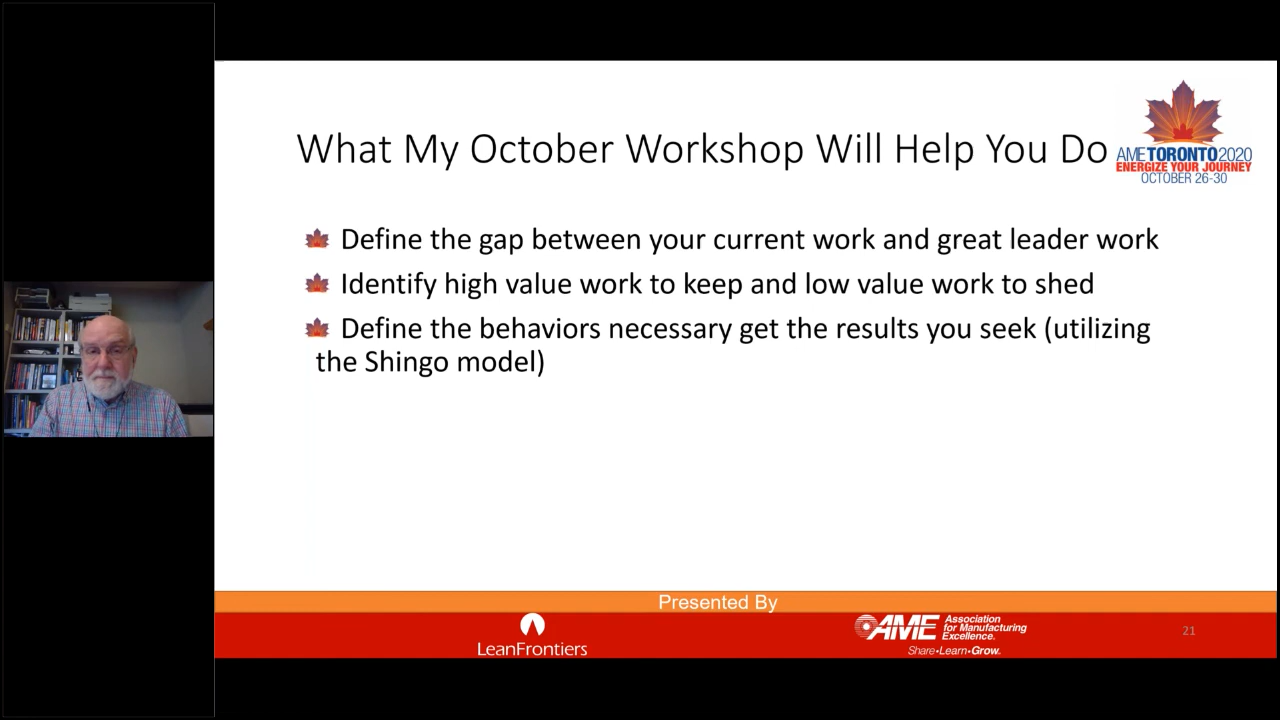 What My October Workshop Will Help You Do
AMETORONTO2020
ENERGIZE YOUR JOURNEY
OCTOBER 26-30
Define the gap between your current work and great leader work
Identify high value work to keep and low value work to shed
Define the behaviors necessary get the results you seek (utilizing
the Shingo model)
Presented By
LeanFrontiers
AME Association
for Manufacturing
Excellence.
Share•Learn•Grow.
21